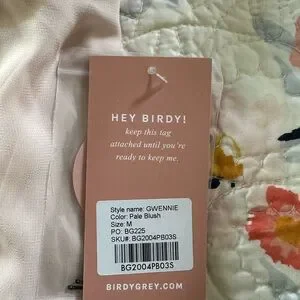 HEY BIRDY!
keep this tag
attached until you're
ready to keep me.
Style name: GWENNIE
Color: Pale Blush
Size: M
PO: BG225
SKU#: BG2004PB03S
BG2004PB03S
BIRDYGREY.COM